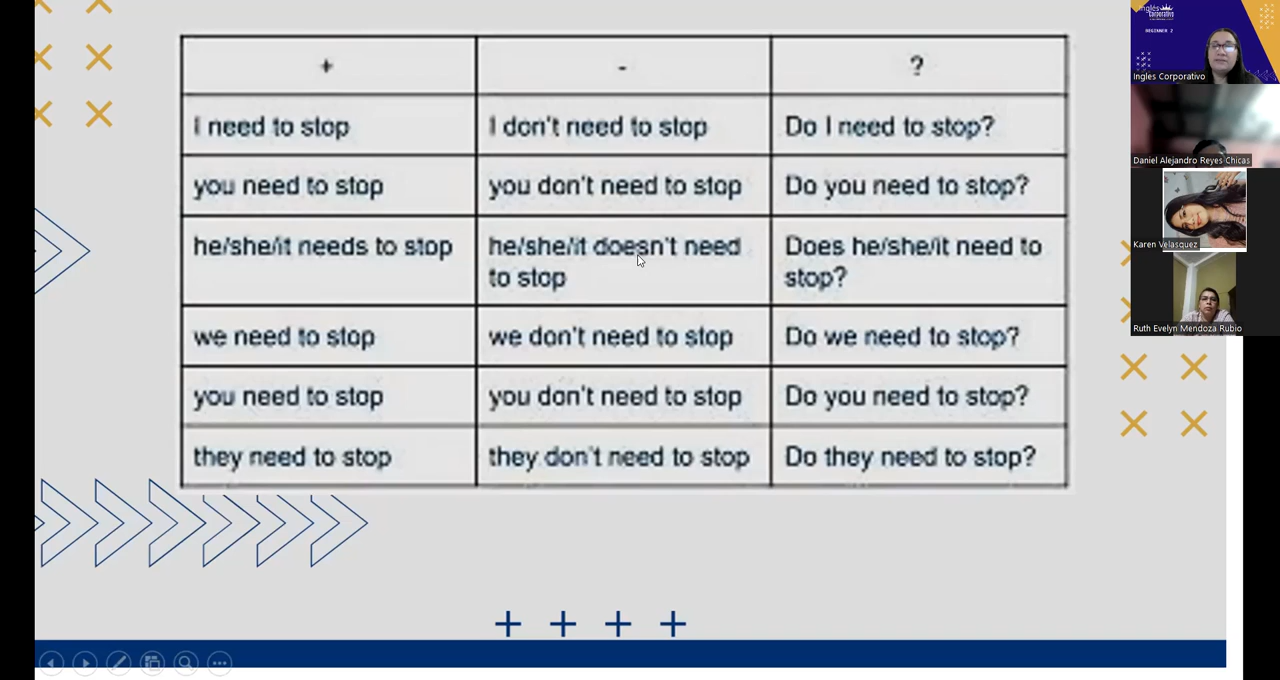 + - ?
I need to stop I don't need to stop Do I need to stop?
you need to stop you don't need to stop Do you need to stop?
he/she/it needs to stop he/she/it doesn't need Does he/she/it need to
to stop stop?
we need to stop we don't need to stop Do we need to stop?
you need to stop you don't need to stop Do you need to stop?
they need to stop they don't need to stop Do they need to stop?
Inglés
Corporativo
BEGINNER 2
Ingles Corporativo
Daniel Alejandro Reyes Chicas
Karen Velasquez
Ruth Evelyn Mendoza Rubio